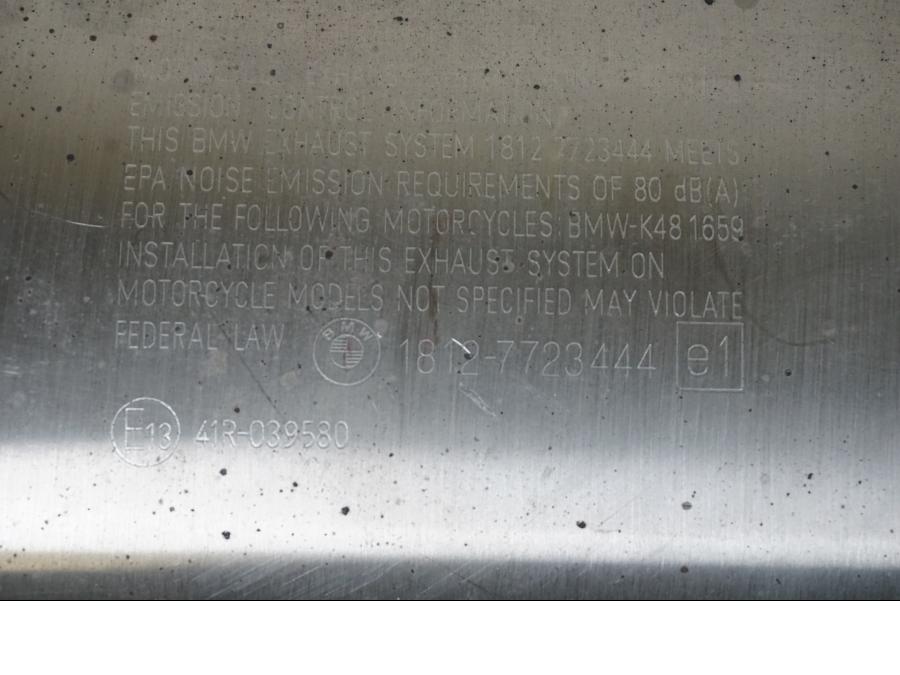 EMISSION CONTROL INFORMATION
THIS BMW EXHAUST SYSTEM 1812 7723444 MEETS
EPA NOISE EMISSION REQUIREMENTS OF 80 dB(A)
FOR THE FOLLOWING MOTORCYCLES: BMW-K48 1659
INSTALLATION OF THIS EXHAUST SYSTEM ON
MOTORCYCLE MODELS NOT SPECIFIED MAY VIOLATE
FEDERAL LAW
BMW 1812-7723444 e1
E13 41R-039580